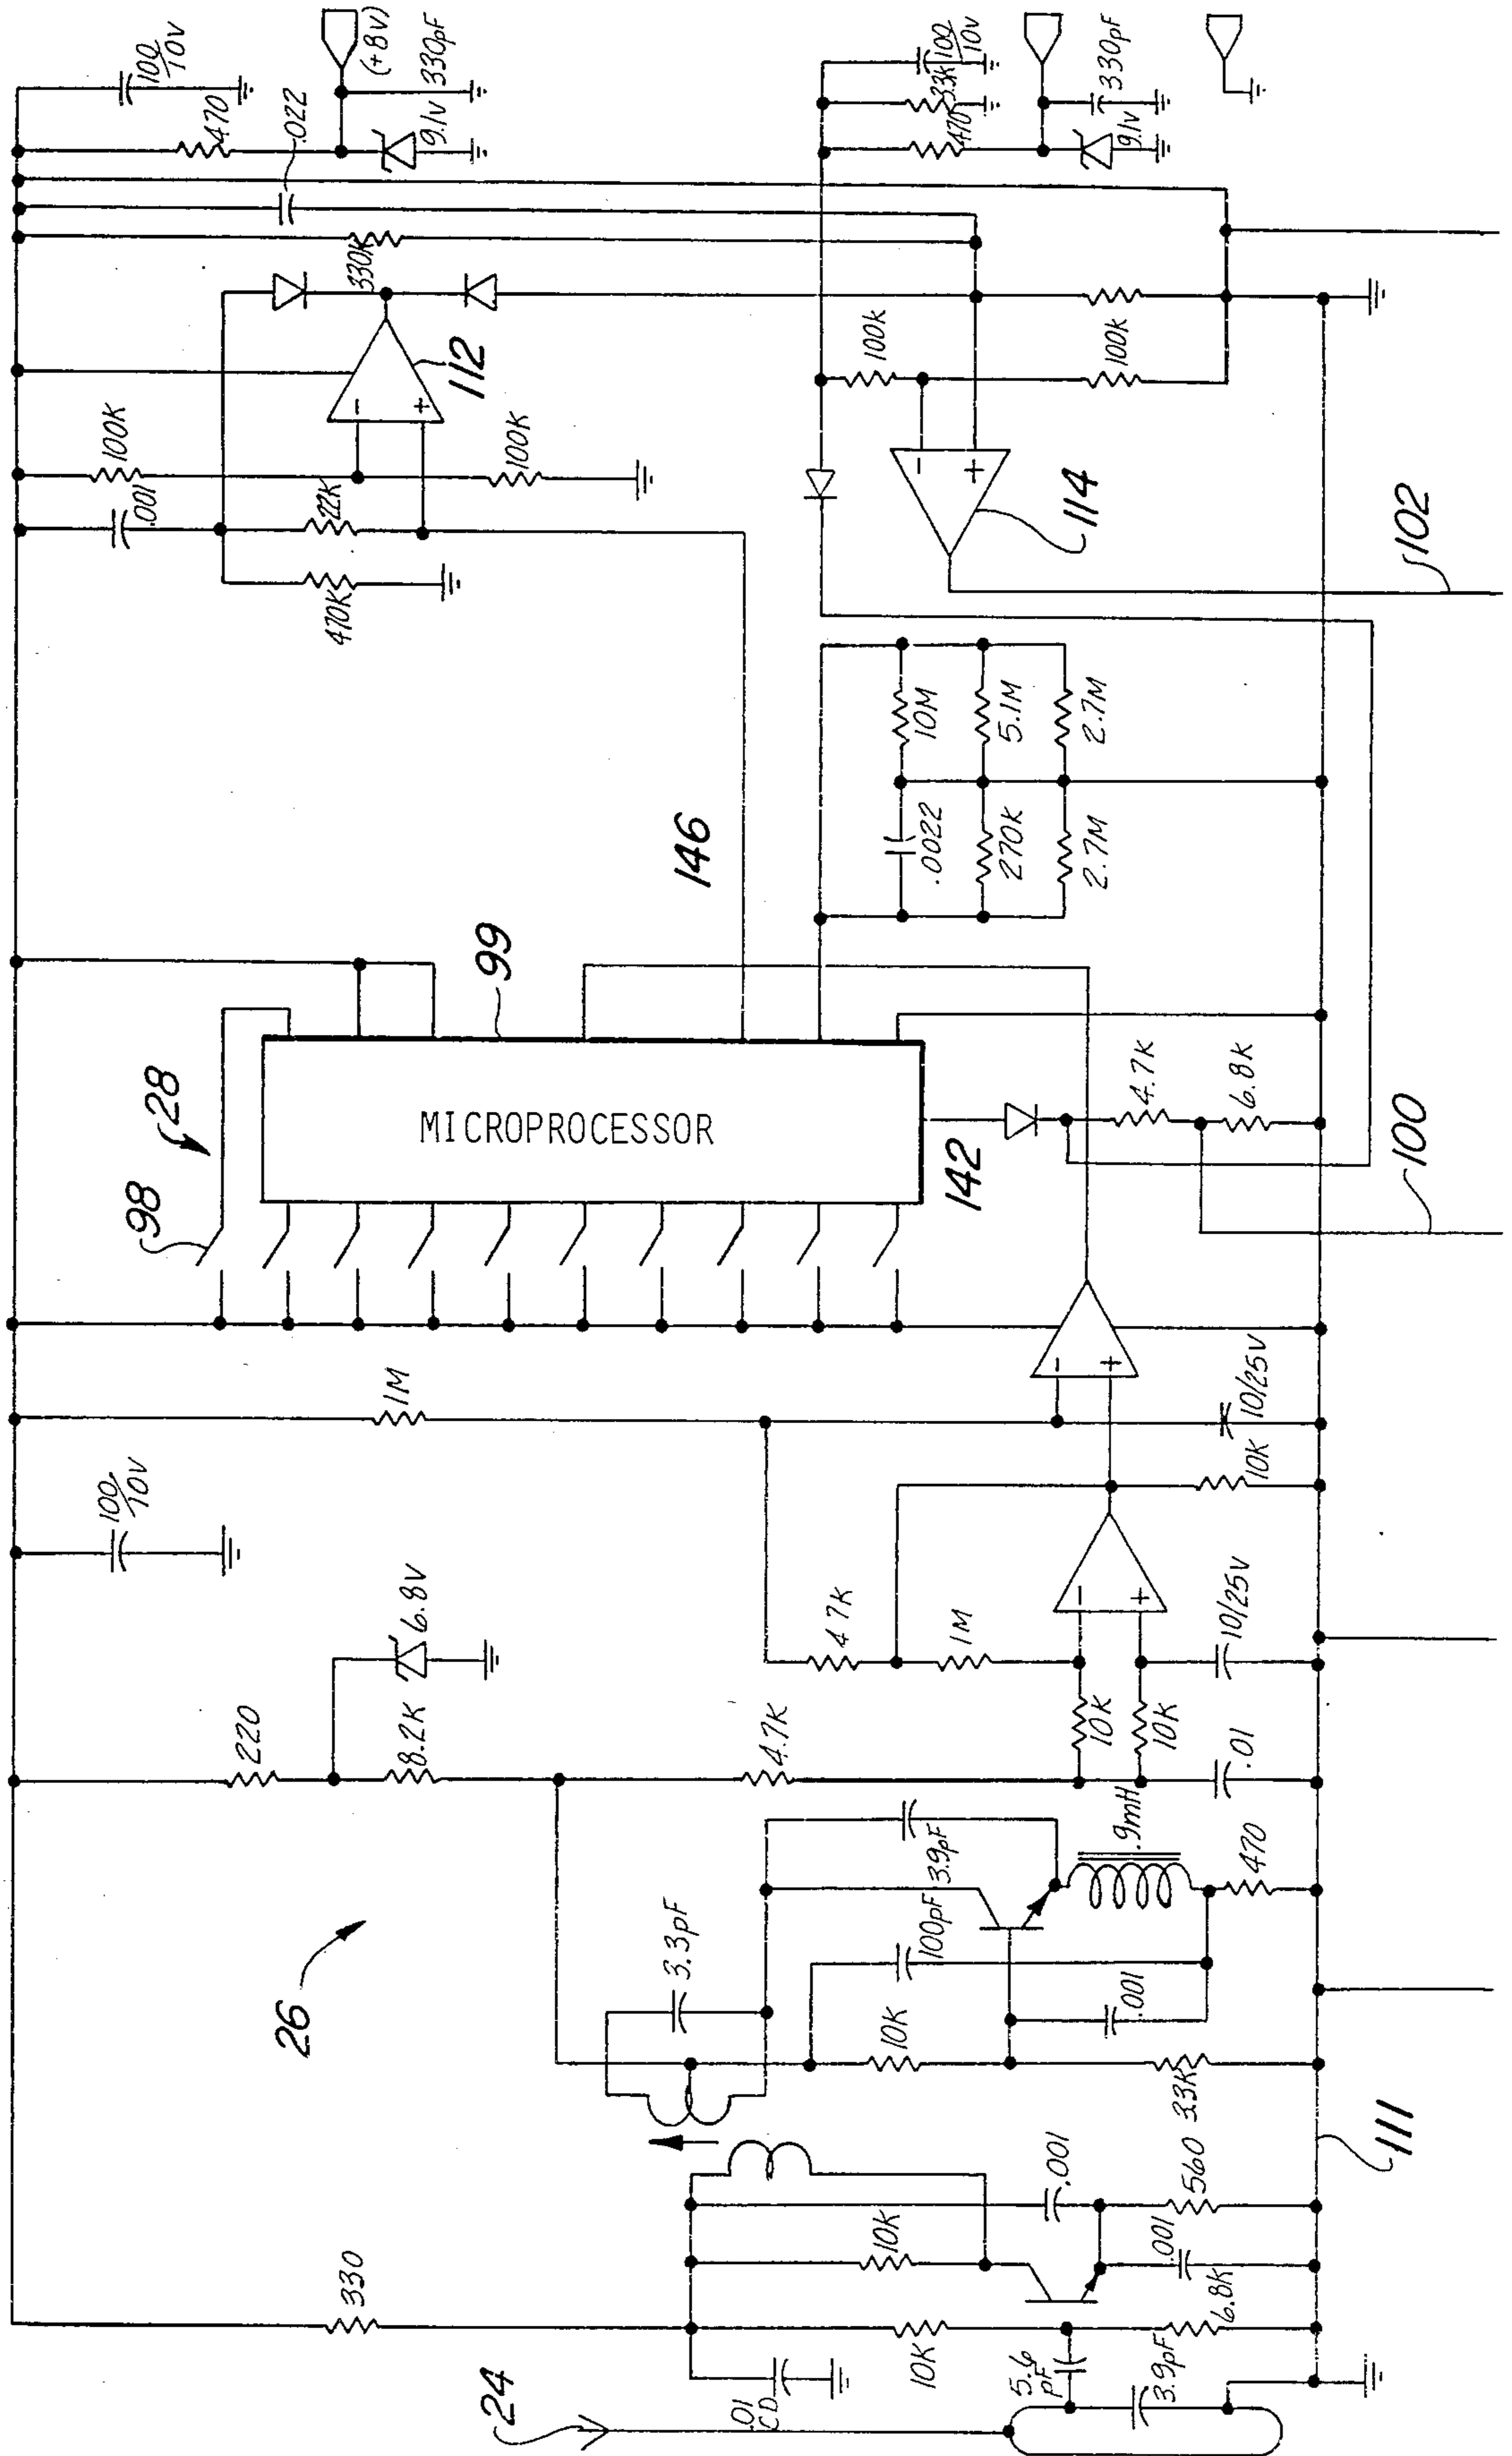 100/10V
470
(+8V)
330pF
.022
9.1V
330K
112
100K
.001
22K
100K
470K
100/10V
33K
470
330pF
9.1V
100K
100K
114
102
146
10M
5.1M
2.7M
.0022
270K
2.7M
99
28
98
MICROPROCESSOR
142
4.7K
6.8K
100
1M
10/25V
10K
100/10V
6.8V
47K
1M
10/25V
220
8.2K
4.7K
10K
10K
.01
26
3.3pF
3.9pF
100pF
.9mH
470
10K
.001
33K
111
330
10K
.001
560
.001
6.8K
10K
24
.01
CD
5.6
pF
3.9pF